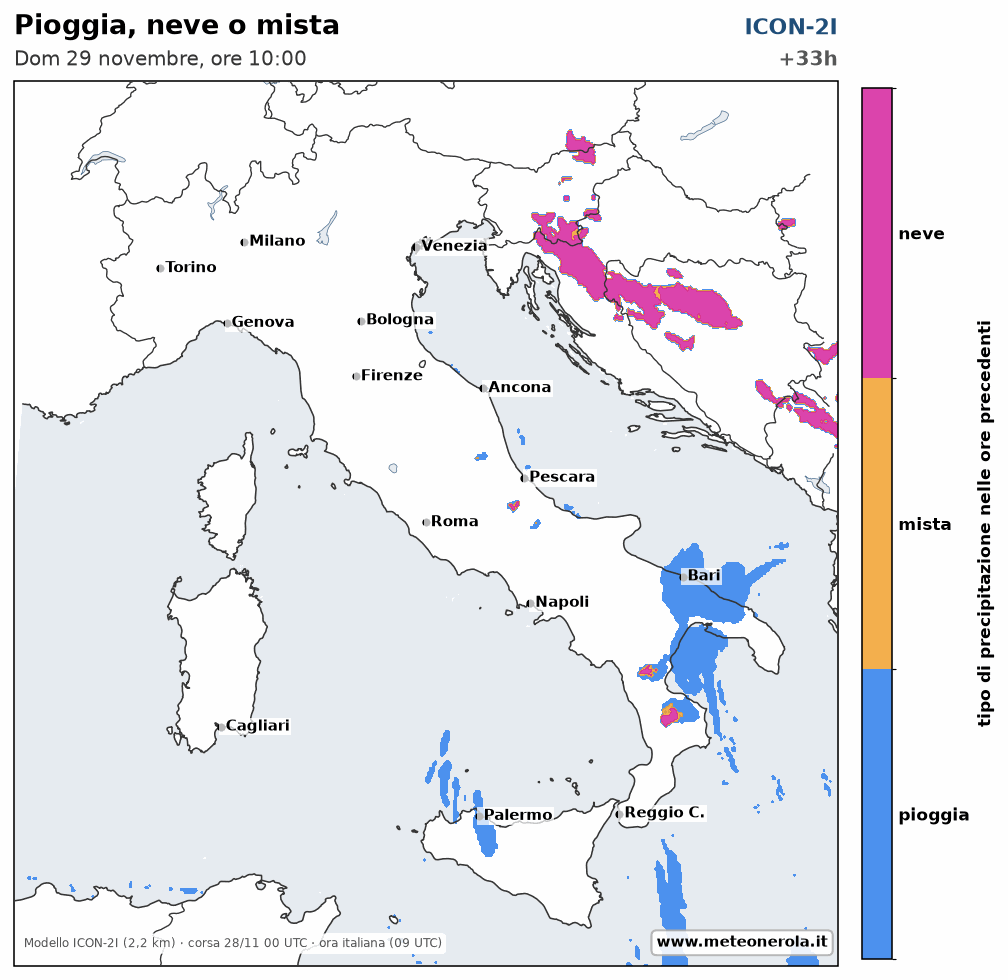 Pioggia, neve o mista
ICON-2I
Dom 29 novembre, ore 10:00
+33h
Milano
Venezia
Torino
Genova
Bologna
Firenze
Ancona
Pescara
Roma
Bari
Napoli
Cagliari
Palermo
Reggio C.
neve
mista
pioggia
tipo di precipitazione nelle ore precedenti
Modello ICON-2I (2,2 km) · corsa 28/11 00 UTC · ora italiana (09 UTC)
www.meteonerola.it